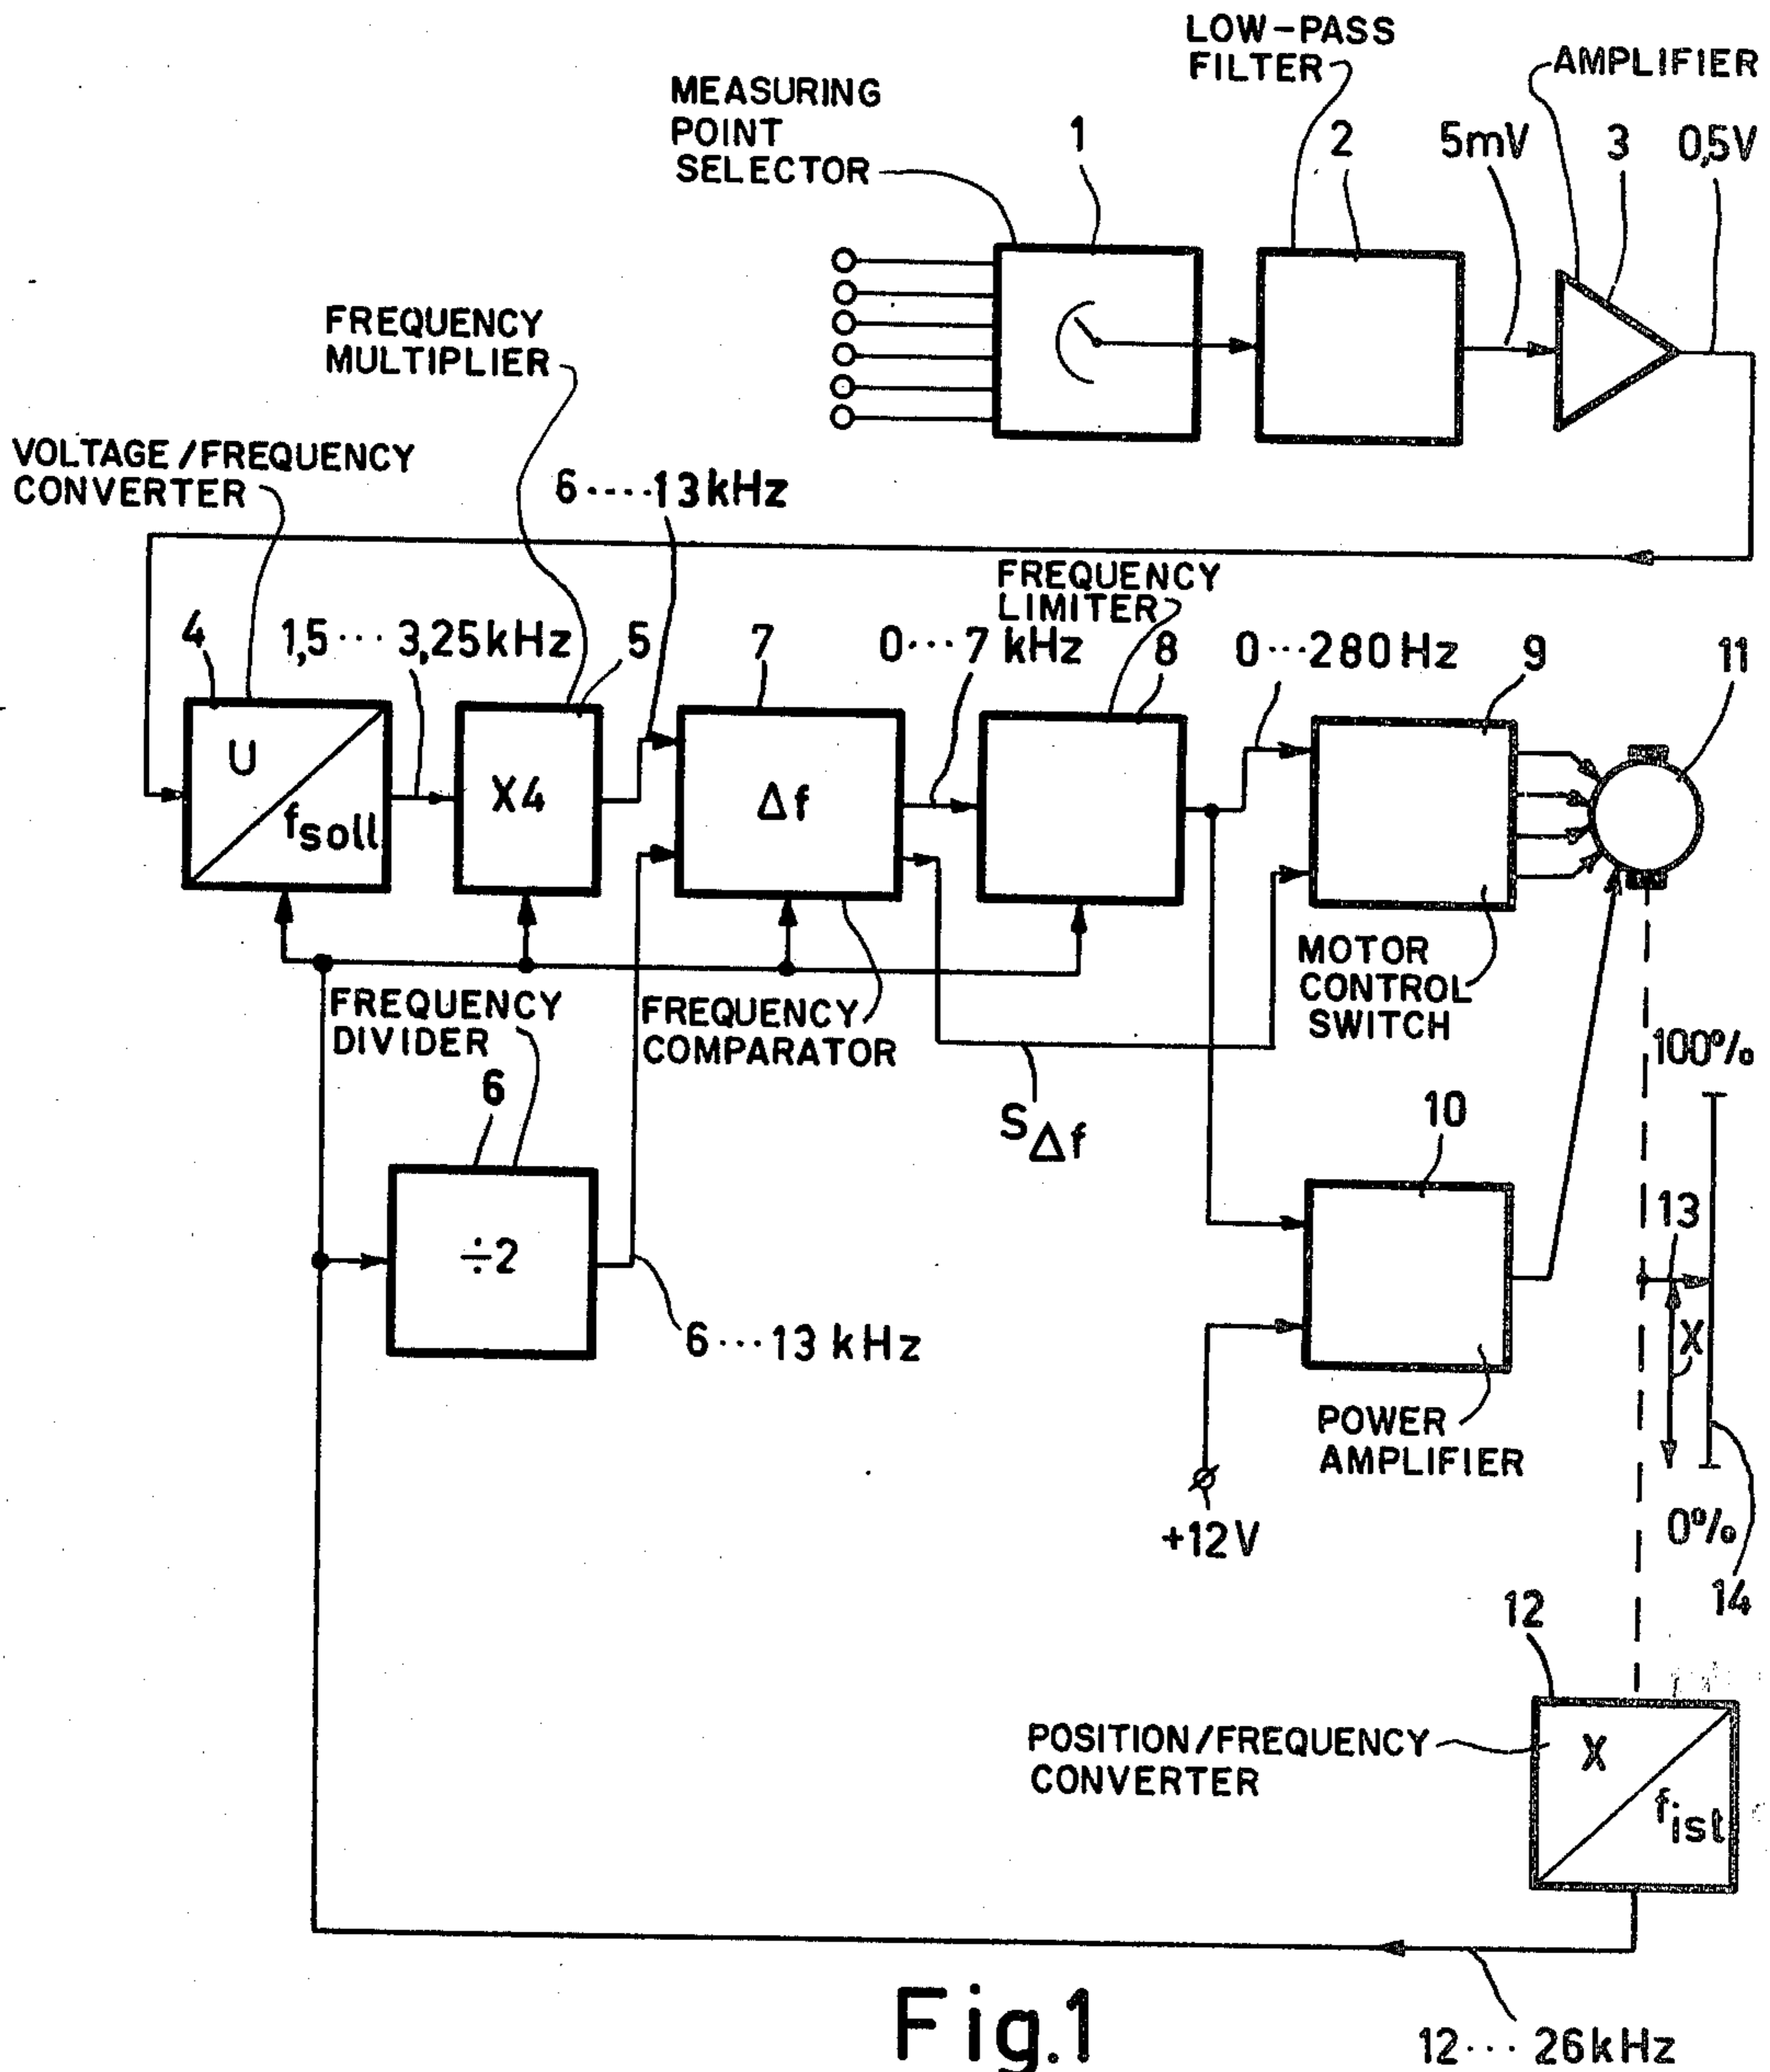 LOW-PASS
FILTER
AMPLIFIER
MEASURING
POINT
SELECTOR
1
2
5mV
3
0,5V
FREQUENCY
MULTIPLIER
VOLTAGE/FREQUENCY
CONVERTER
6····13kHz
FREQUENCY
LIMITER
4
1,5···3,25kHz
5
7
0···7 kHz
8
0···280Hz
9
11
U
fsoll
X4
Δf
MOTOR
CONTROL
SWITCH
FREQUENCY
DIVIDER
FREQUENCY
COMPARATOR
6
100%
SΔf
10
÷2
13
X
6···13 kHz
POWER
AMPLIFIER
+12V
0%
14
12
POSITION/FREQUENCY
CONVERTER
X
fist
Fig.1
12···26kHz